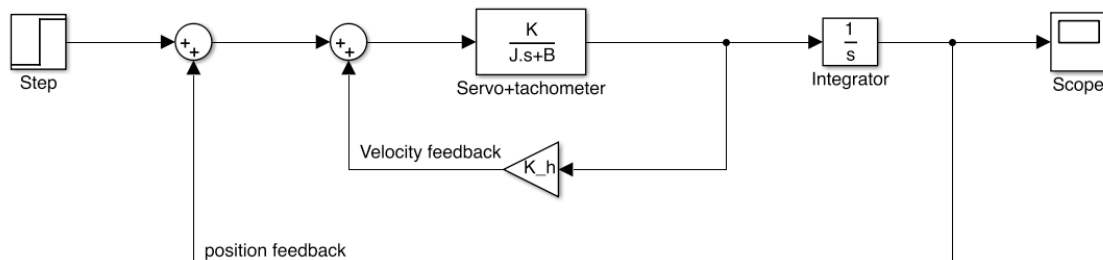 +
+
+
+
K
J.s+B
1
s
Step
Servo+tachometer
Integrator
Scope
Velocity feedback
K_h
position feedback